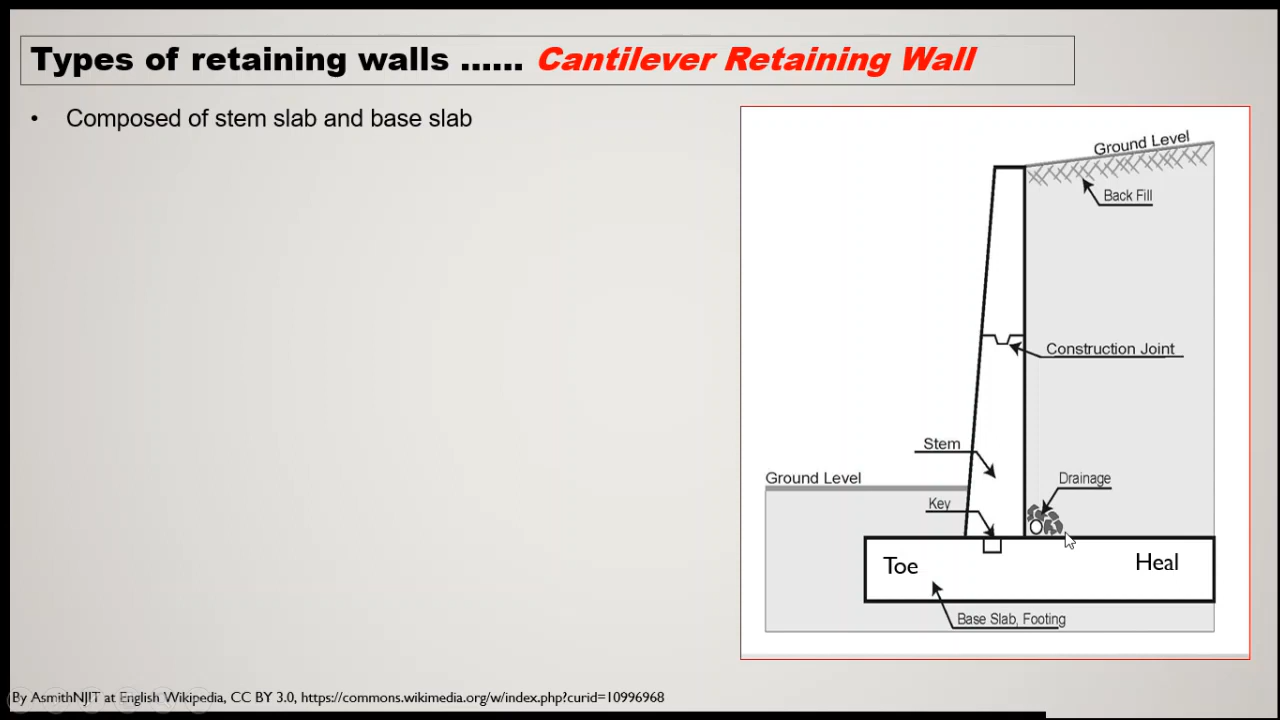 Types of retaining walls ...... Cantilever Retaining Wall
• Composed of stem slab and base slab
Ground Level
Back Fill
Construction Joint
Stem
Ground Level
Drainage
Key
Toe
Heal
Base Slab, Footing
By AsmithNJIT at English Wikipedia, CC BY 3.0, https://commons.wikimedia.org/w/index.php?curid=10996968